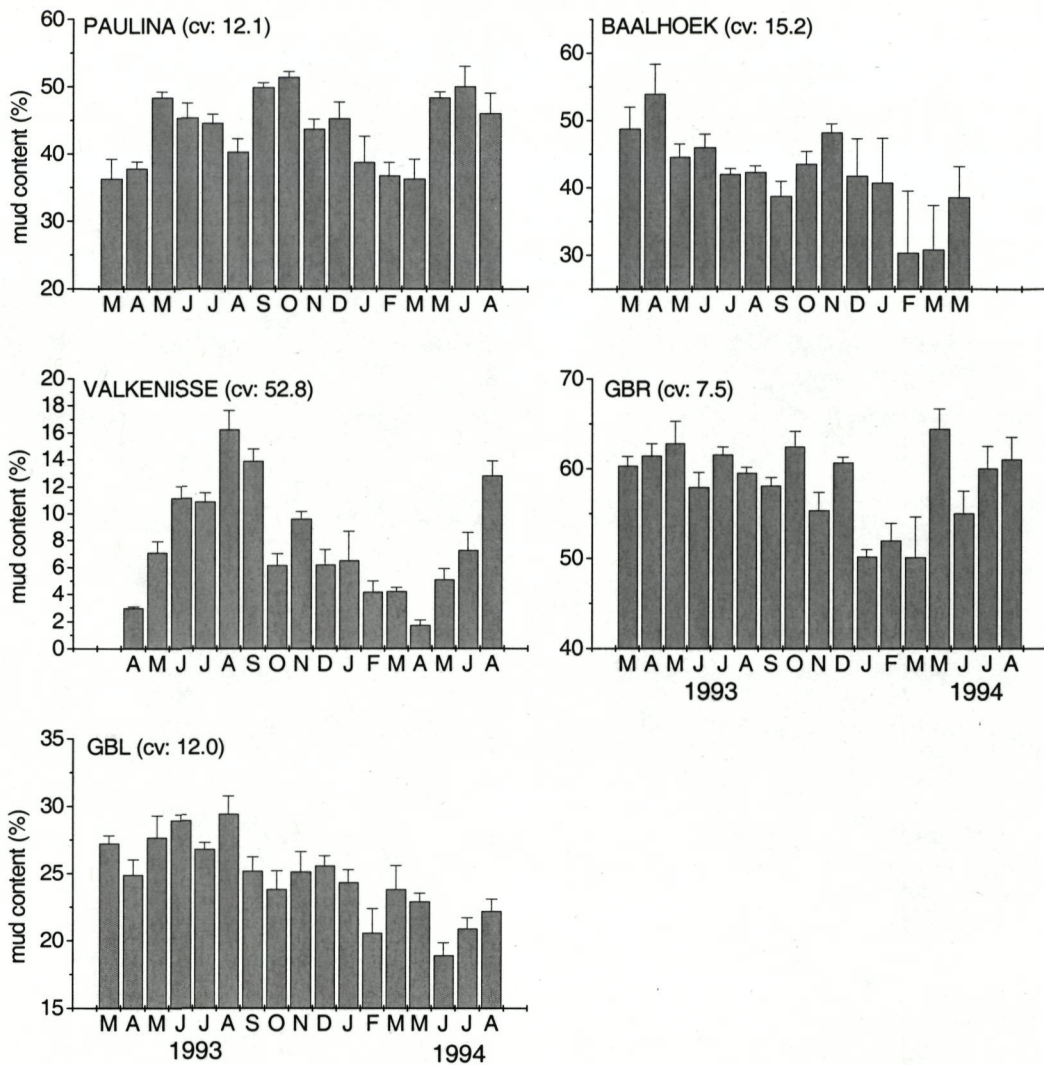 PAULINA (cv: 12.1)
mud content (%)
60
50
40
30
20
M A M J J A S O N D J F M M J A
BAALHOEK (cv: 15.2)
60
50
40
30
M A M J J A S O N D J F M M
VALKENISSE (cv: 52.8)
mud content (%)
20
18
16
14
12
10
8
6
4
2
0
A M J J A S O N D J F M A M J A
GBR (cv: 7.5)
70
60
50
40
M A M J J A S O N D J F M M J J A
1993 1994
GBL (cv: 12.0)
mud content (%)
35
30
25
20
15
M A M J J A S O N D J F M M J J A
1993 1994